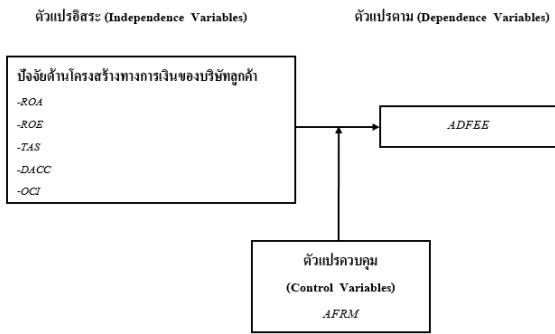 ตัวแปรอิสระ (Independence Variables)
ตัวแปรตาม (Dependence Variables)
ปัจจัยด้านโครงสร้างทางการเงินของบริษัทลูกค้า
-ROA
-ROE
-TAS
-DACC
-OCI
ADFEE
ตัวแปรควบคุม
(Control Variables)
AFRM